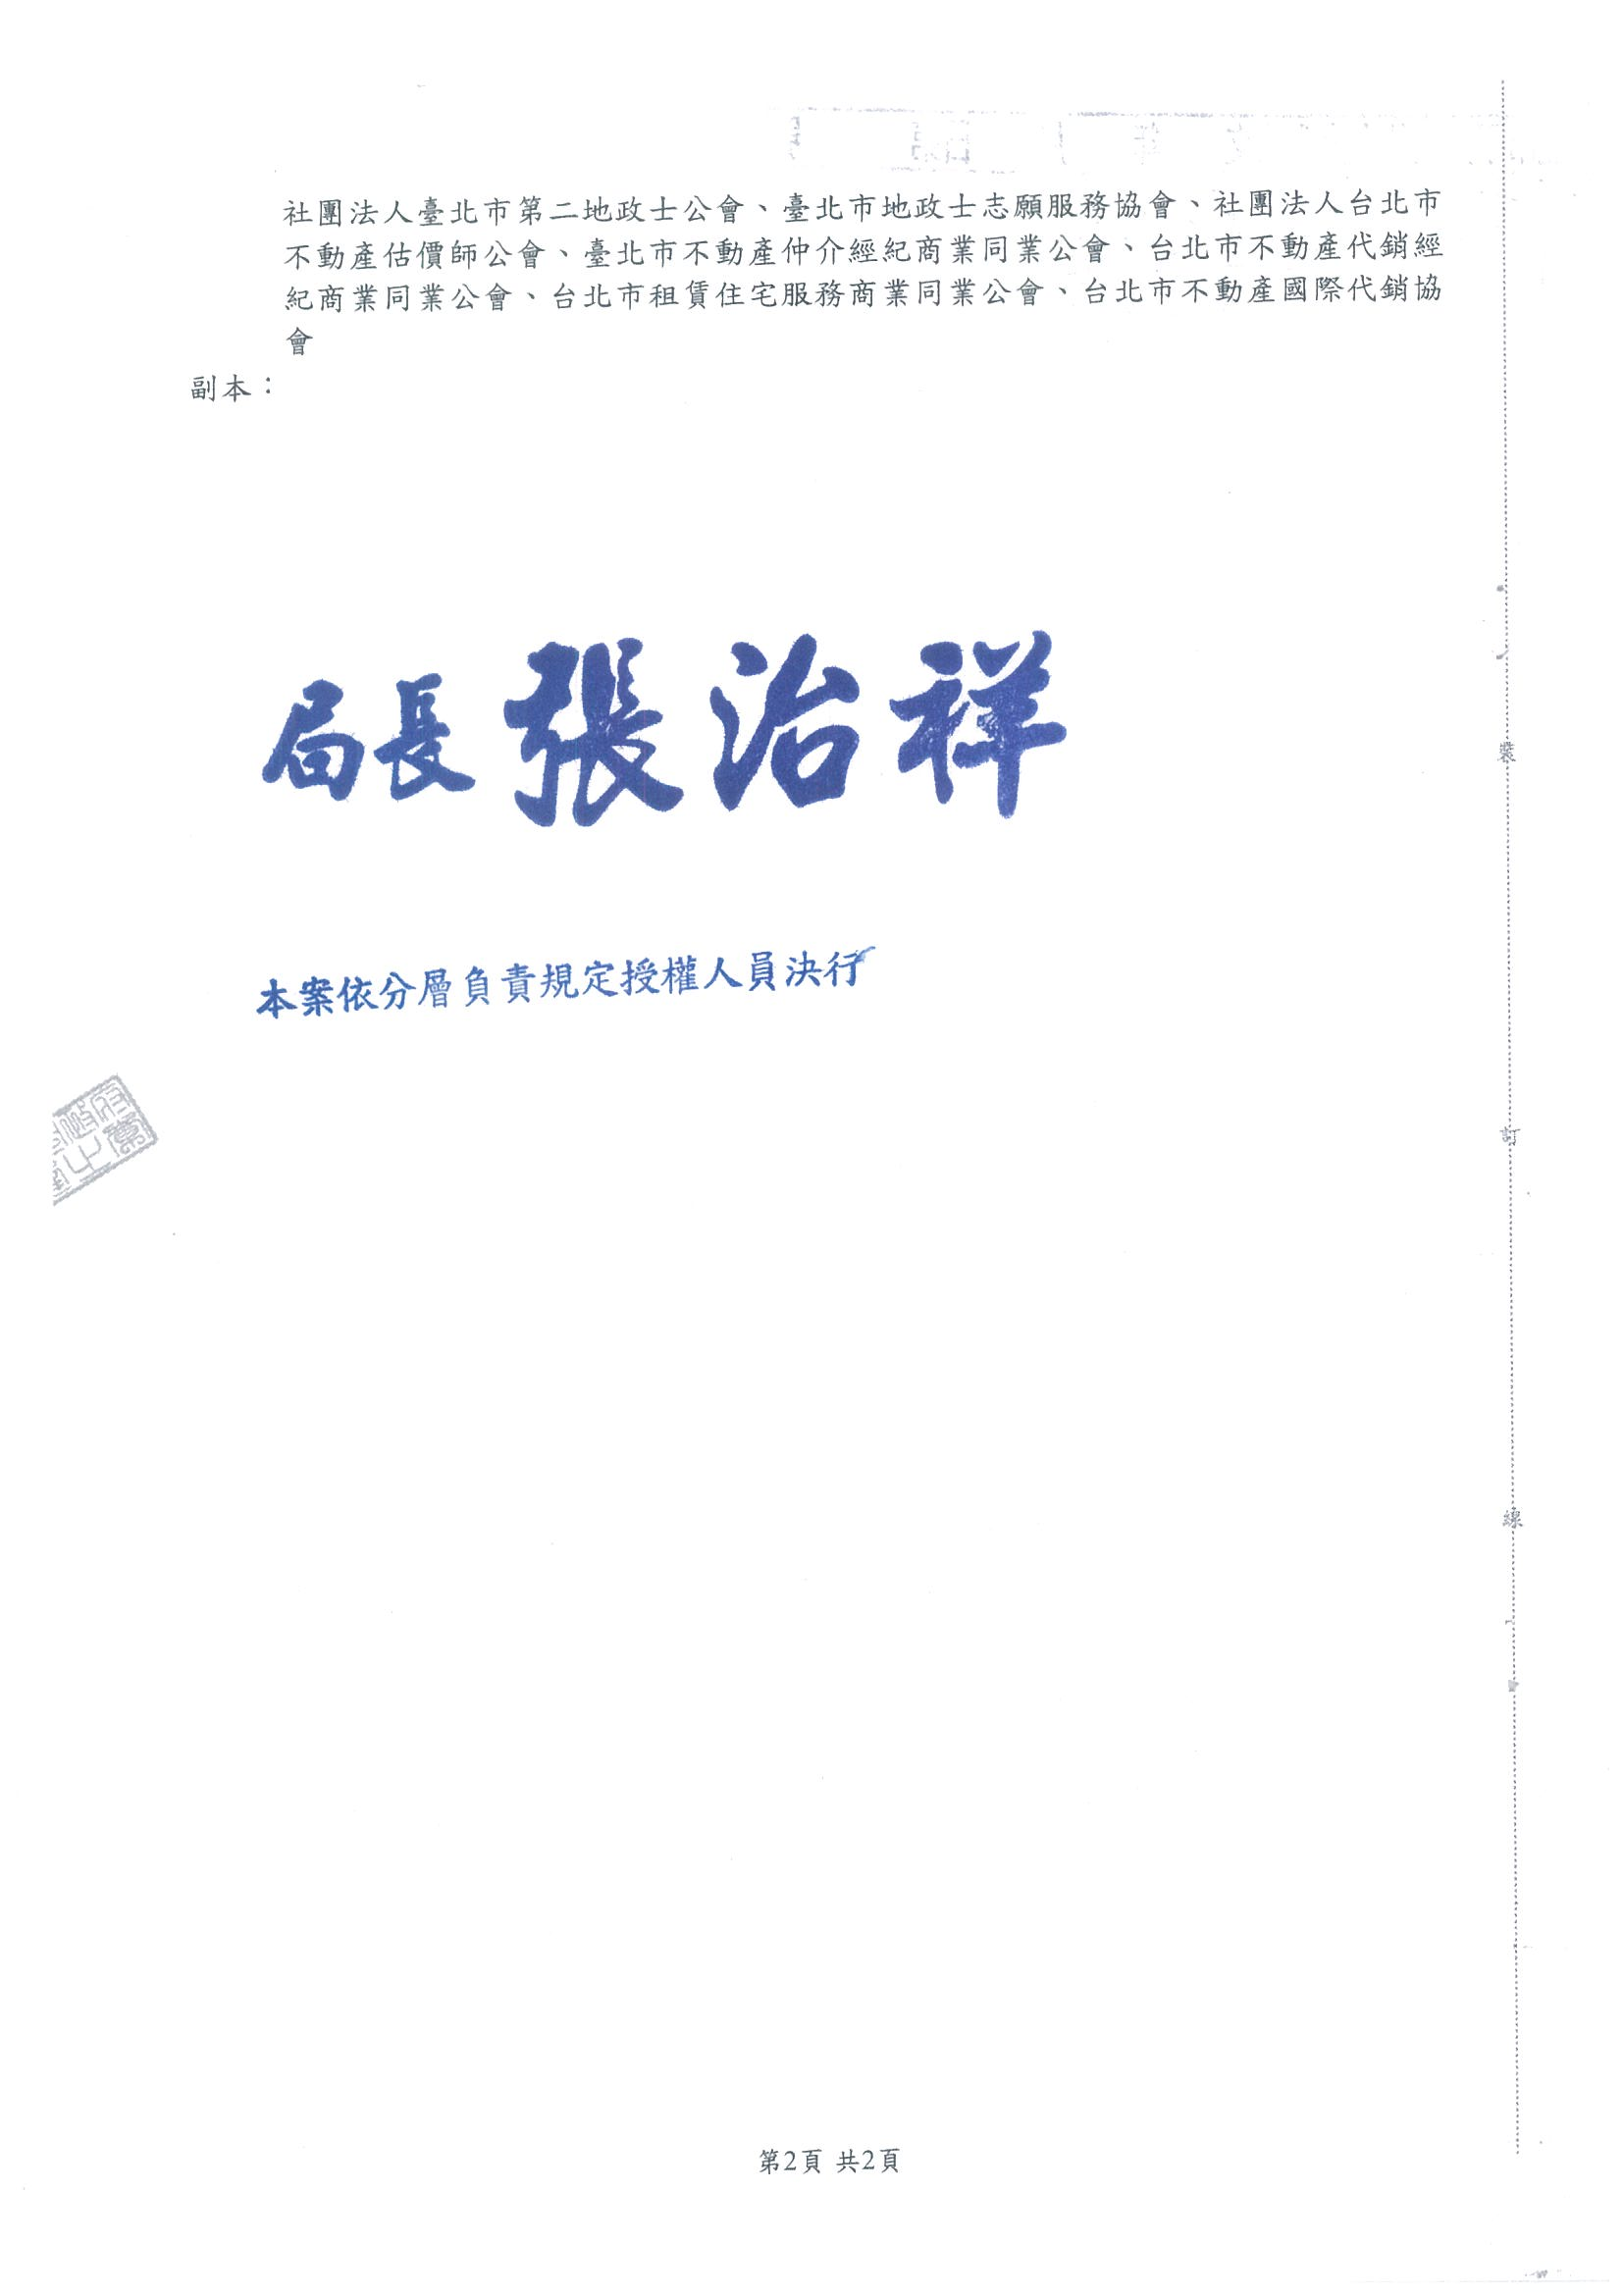 社團法人臺北市第二地政士公會、臺北市地政士志願服務協會、社團法人台北市
不動產估價師公會、臺北市不動產仲介經紀商業同業公會、台北市不動產代銷經
紀商業同業公會、台北市租賃住宅服務商業同業公會、台北市不動產國際代銷協
會
副本：
局長張治祥
本案依分層負責規定授權人員決行
裝
訂
線
第2頁 共2頁